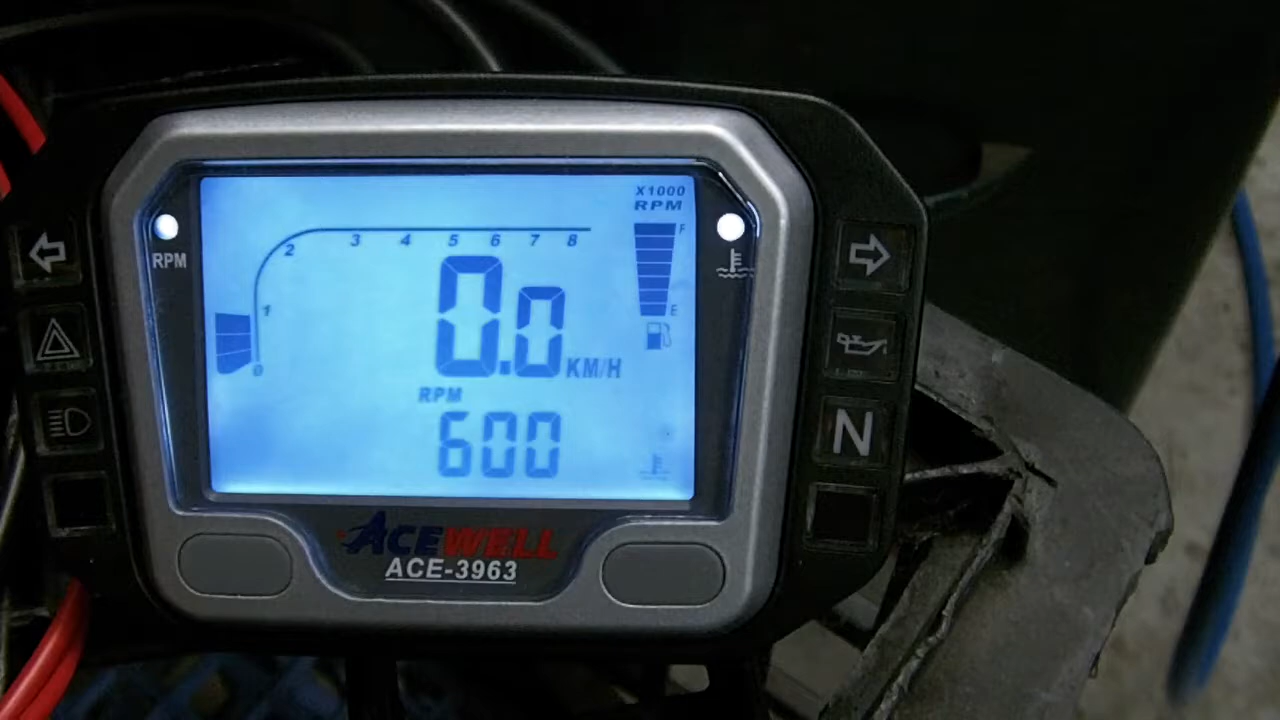 X1000
RPM
RPM
1 2 3 4 5 6 7 8
0
F
E
0.0 KM/H
RPM
600
N
ACEWELL
ACE-3963